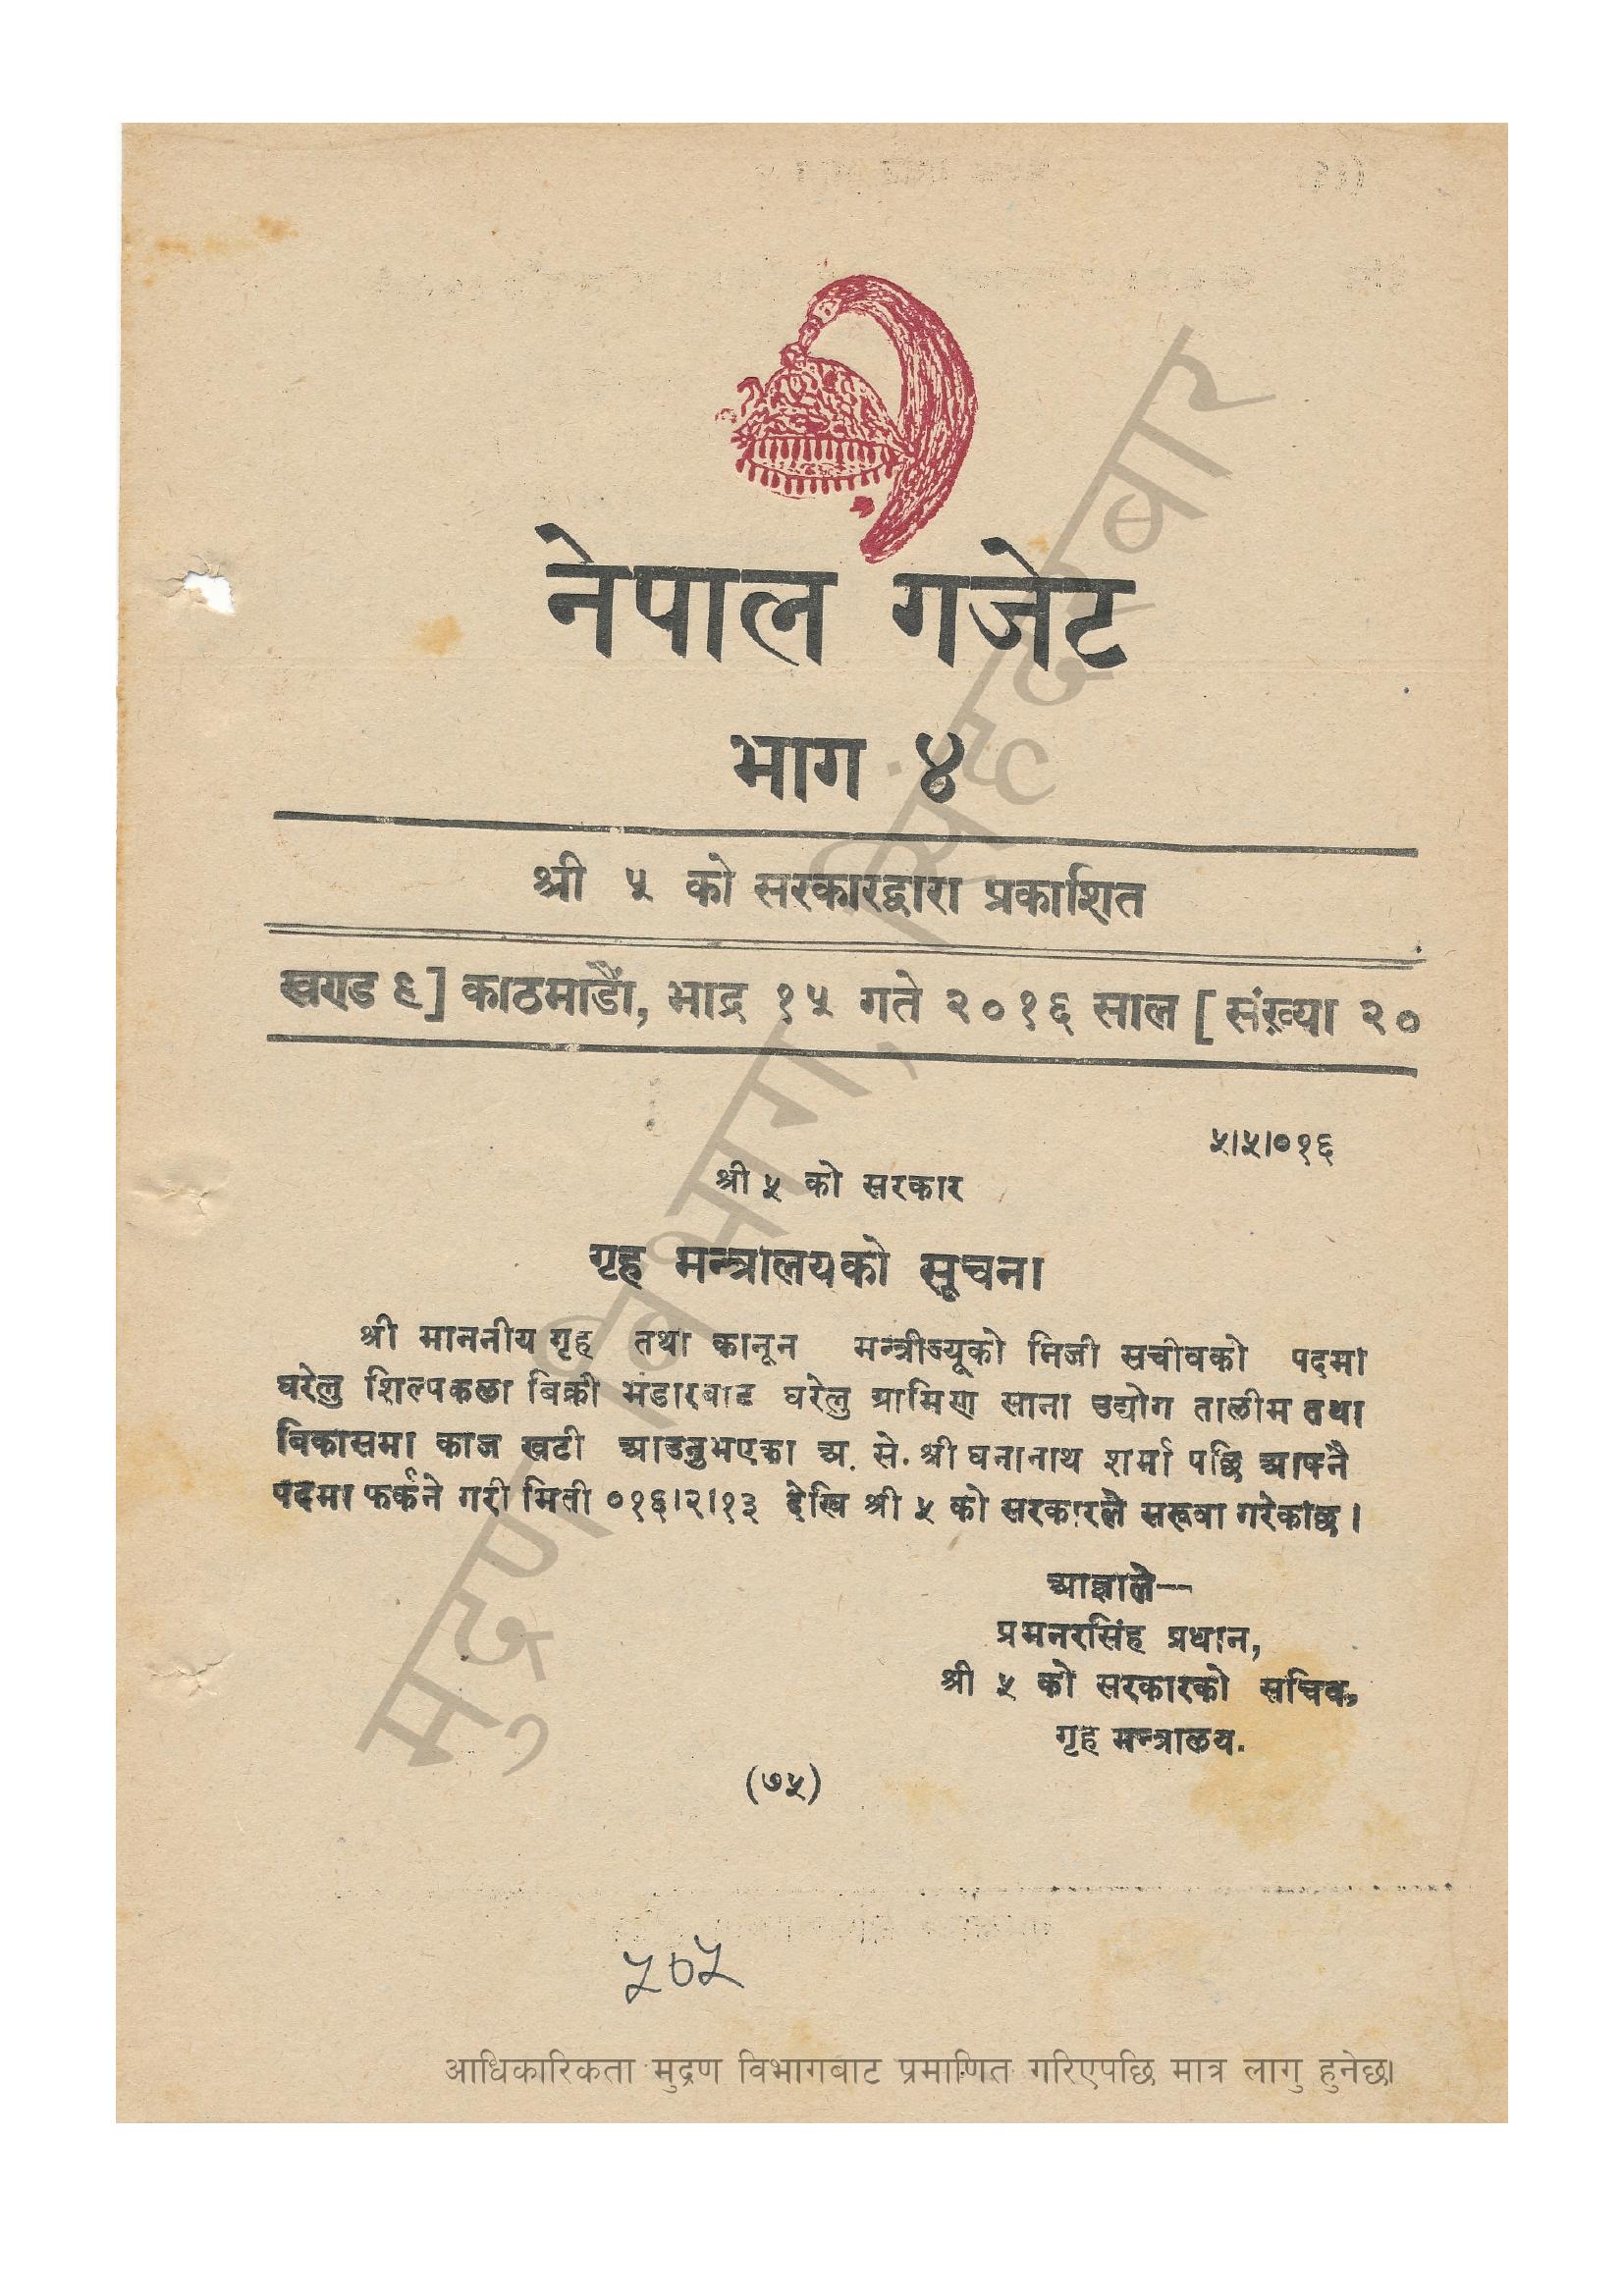 नेपाल गजेट
भाग ४
श्री ५ को सरकारद्वारा प्रकाशित
खण्ड ९] काठमाडौं, भाद्र १५ गते २०१६ साल [ संख्या २०
५।५।०१६
श्री ५ को सरकार
गृह मन्त्रालयको सूचना
श्री माननीय गृह तथा कानून मन्त्रीज्यूको निजी सचीवको पदमा
घरेलु शिल्पकला बिक्री भंडारबाट घरेलु ग्रामिण साना उद्योग तालीम तथा
विकासमा काज खटी आउनुभएका अ. से. श्री घनानाथ शर्मा पछि आफ्नै
पदमा फर्कने गरी मिती ०१६।२।१३ देखि श्री ५ को सरकारले सरुवा गरेकोछ।
आज्ञाले—
प्रमनरसिंह प्रधान,
श्री ५ को सरकारको सचिव,
गृह मन्त्रालय.
(७५)
५०५
आधिकारिकता मुद्रण विभागबाट प्रमाणित गरिएपछि मात्र लागु हुनेछ।
मुद्रण विभाग, सिंहदरबार